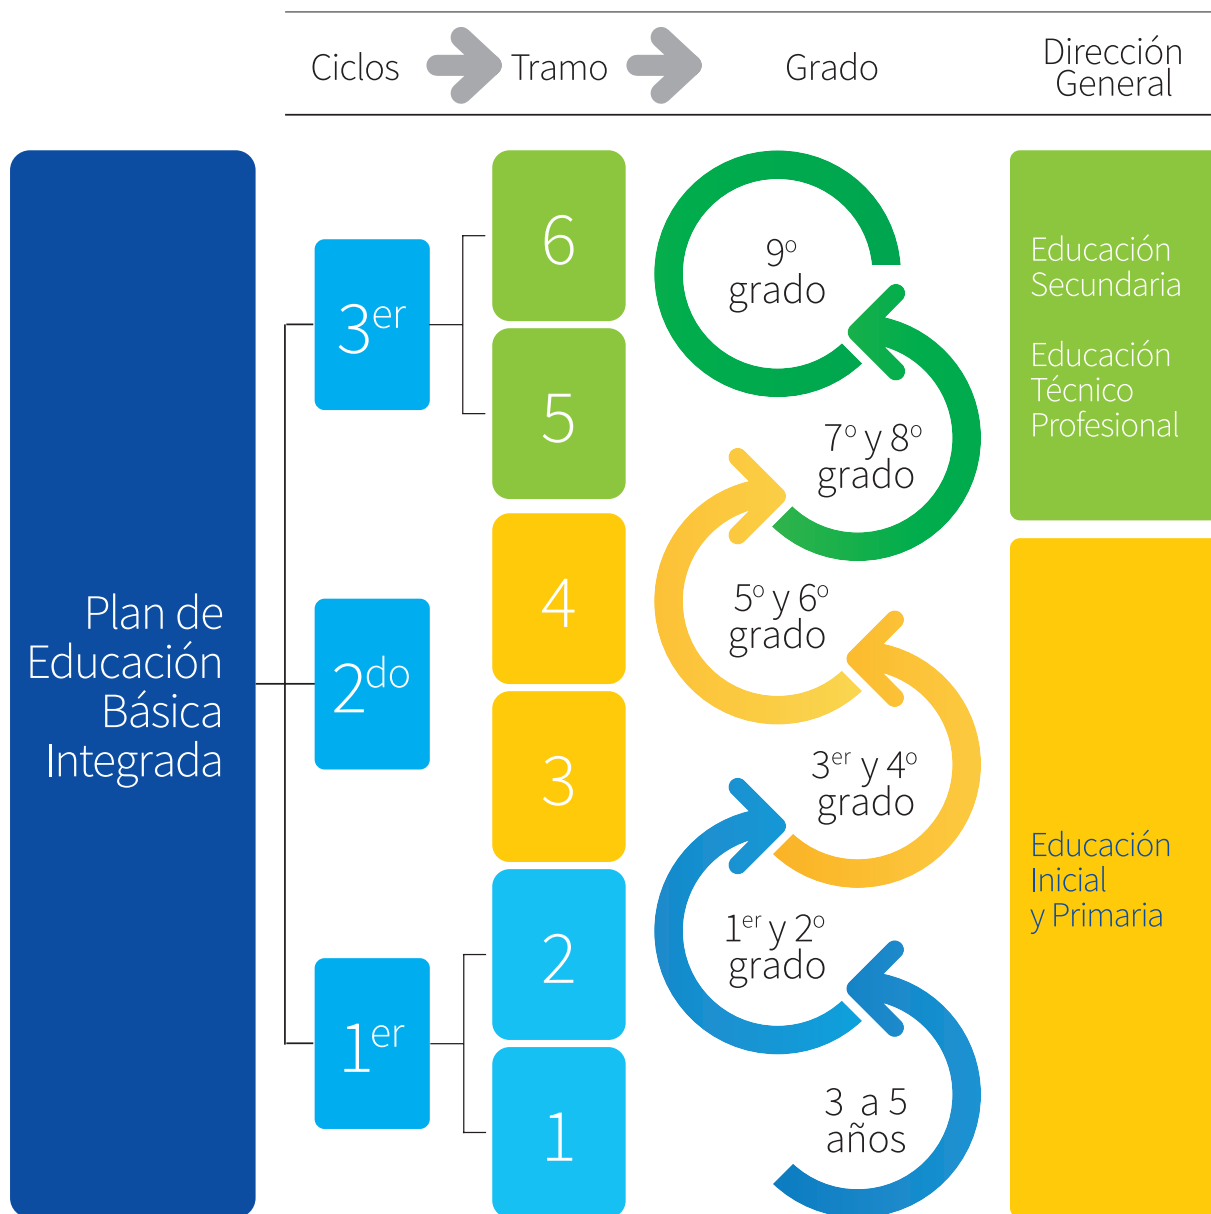 Ciclos
Tramo
Grado
Dirección
General
Plan de
Educación
Básica
Integrada
3er
2do
1er
6
5
4
3
2
1
9º
grado
7º y 8º
grado
5º y 6º
grado
3er y 4º
grado
1er y 2º
grado
3 a 5
años
Educación
Secundaria
Educación
Técnico
Profesional
Educación
Inicial
y Primaria